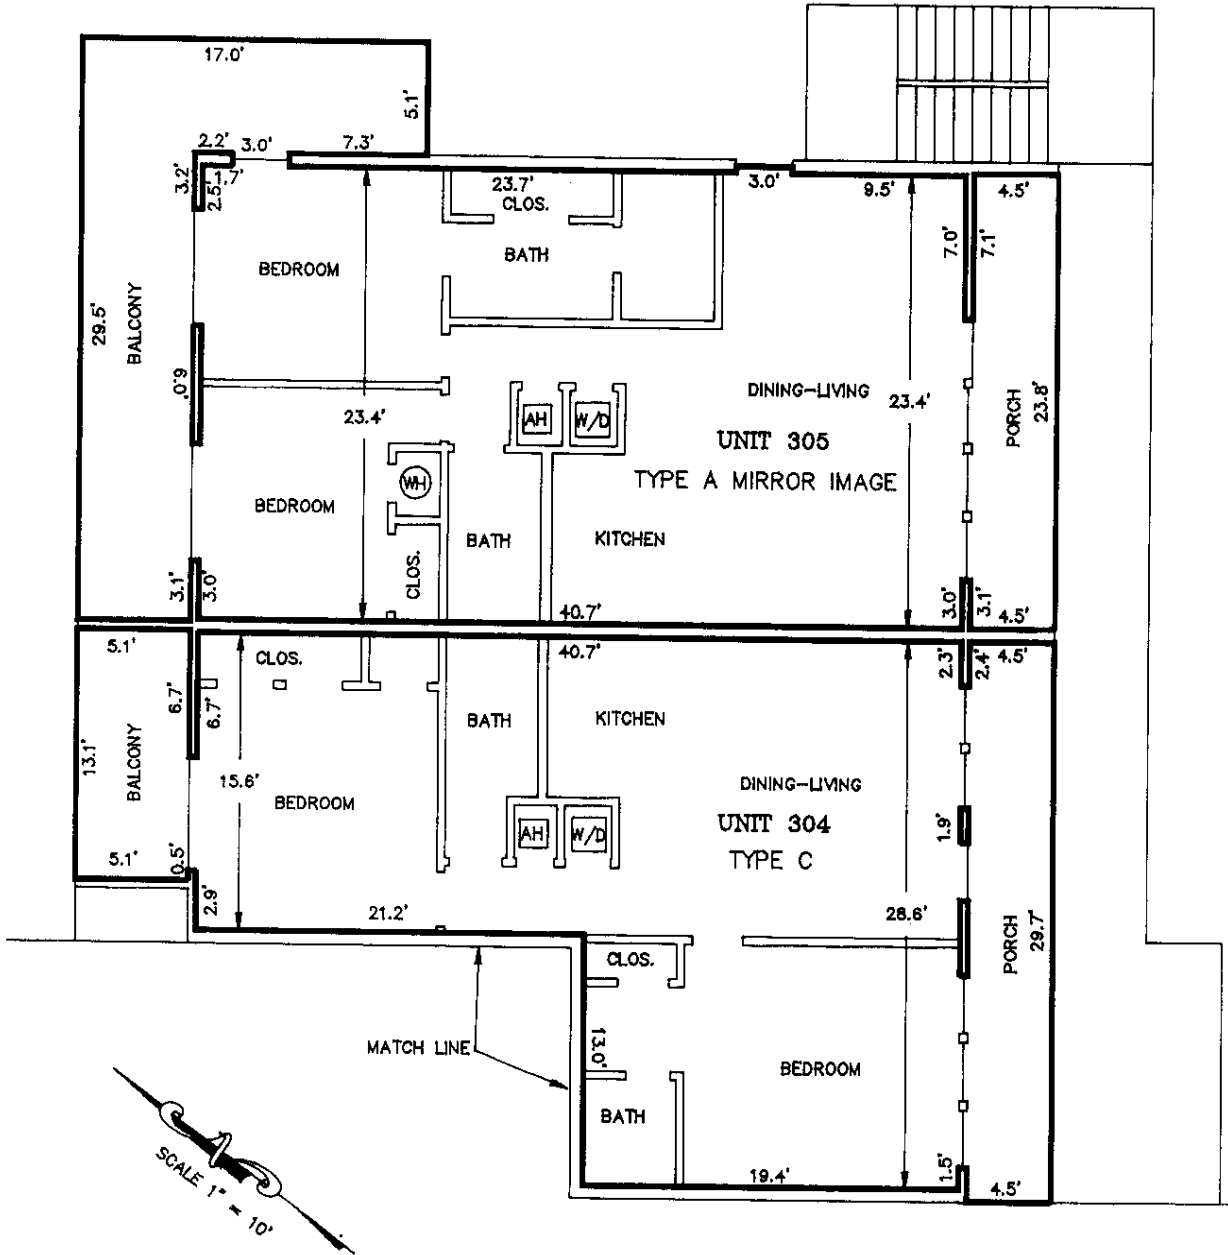 17.0'
5.1'
2.2'
3.0'
7.3'
3.2'
2.5'
1.7'
23.7'
CLOS.
3.0'
9.5'
4.5'
BATH
BEDROOM
7.0'
7.1'
29.5'
BALCONY
6.0'
23.4'
AH
W/D
DINING-LIVING
23.4'
UNIT 305
TYPE A MIRROR IMAGE
PORCH
23.8'
WH
BEDROOM
CLOS.
BATH
KITCHEN
3.1'
3.0'
40.7'
3.0'
3.1'
4.5'
5.1'
CLOS.
40.7'
2.3'
2.4'
4.5'
6.7'
6.7'
BATH
KITCHEN
13.1'
BALCONY
15.6'
BEDROOM
DINING-LIVING
UNIT 304
TYPE C
AH
W/D
1.9'
5.1'
0.5'
2.9'
21.2'
28.6'
PORCH
29.7'
CLOS.
MATCH LINE
13.0'
BEDROOM
BATH
19.4'
1.5'
4.5'
SCALE 1" = 10'